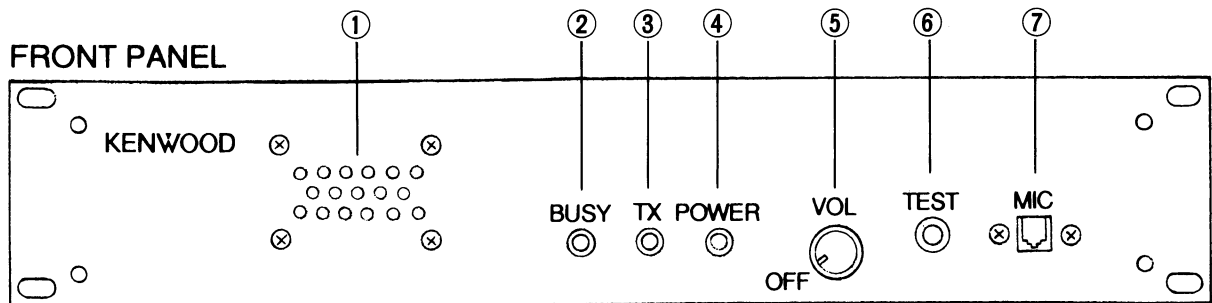 ① ② ③ ④ ⑤ ⑥ ⑦
FRONT PANEL
KENWOOD
BUSY TX POWER VOL TEST MIC
OFF